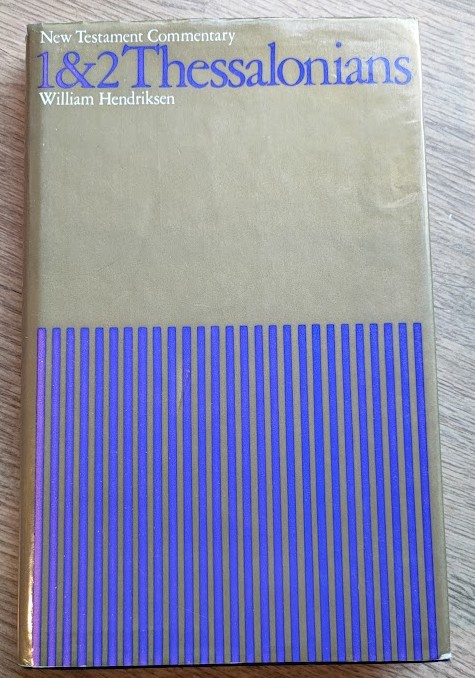 New Testament Commentary
1&2 Thessalonians
William Hendriksen